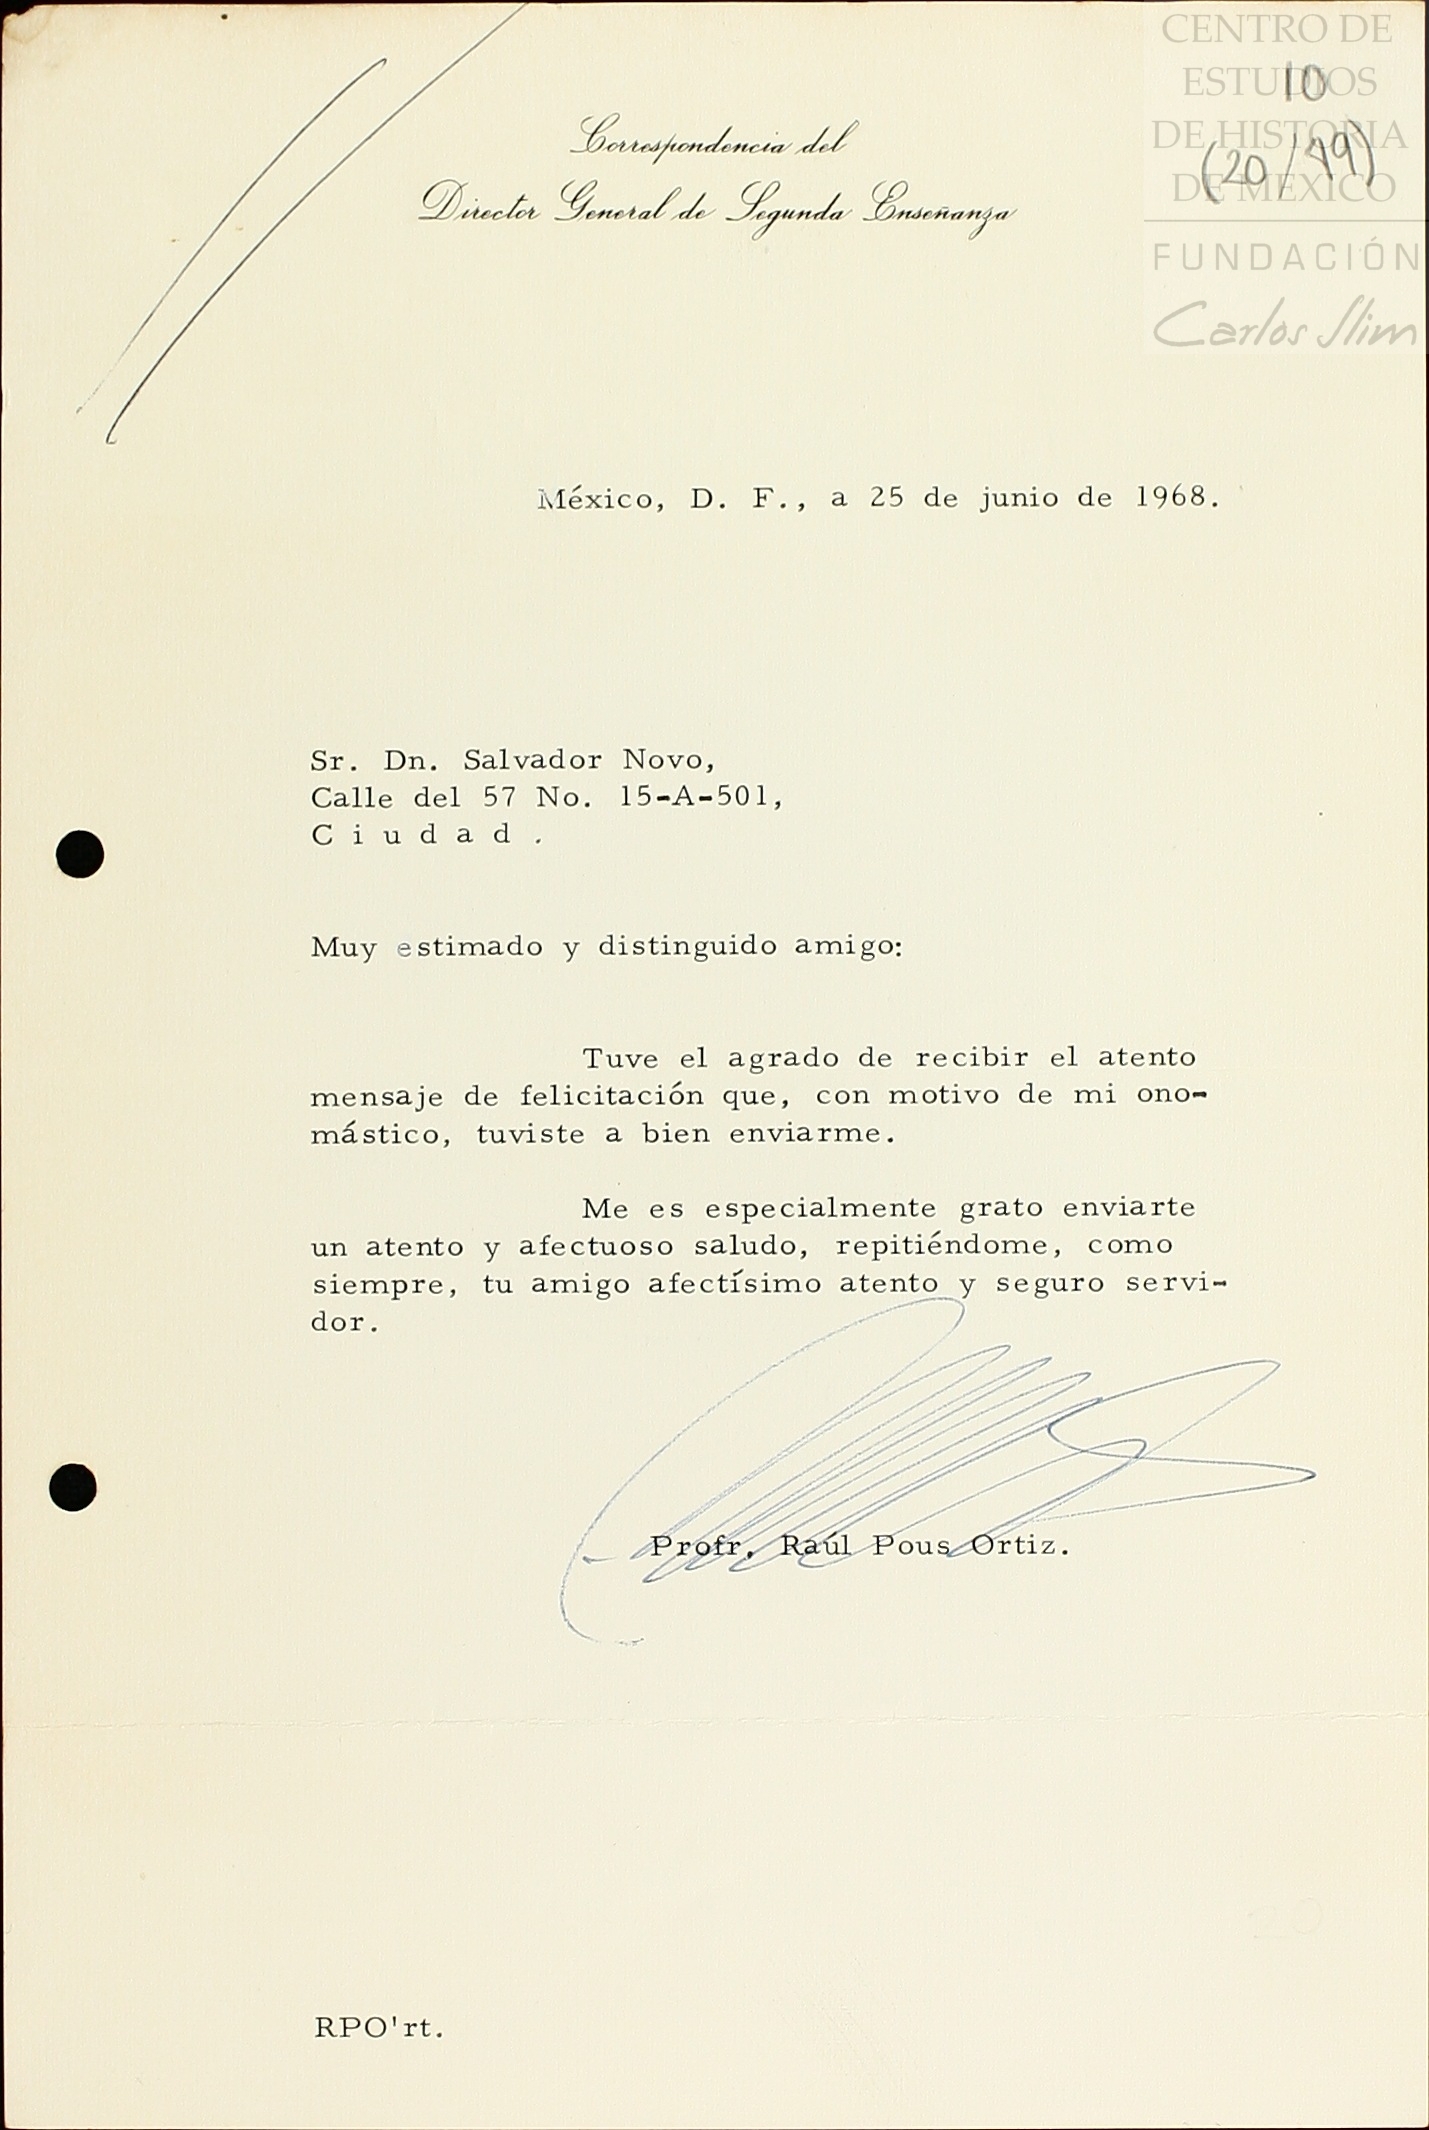 CENTRO DE
ESTUDIOS
DE HISTORIA
DE MEXICO
FUNDACIÓN
Carlos Slim
10
(20/49)
Correspondencia del
Director General de Segunda Enseñanza
México, D. F., a 25 de junio de 1968.
Sr. Dn. Salvador Novo,
Calle del 57 No. 15-A-501,
C i u d a d .
Muy estimado y distinguido amigo:
Tuve el agrado de recibir el atento
mensaje de felicitación que, con motivo de mi ono-
mástico, tuviste a bien enviarme.
Me es especialmente grato enviarte
un atento y afectuoso saludo, repitiéndome, como
siempre, tu amigo afectísimo atento y seguro servi-
dor.
Profr. Raúl Pous Ortiz.
RPO'rt.